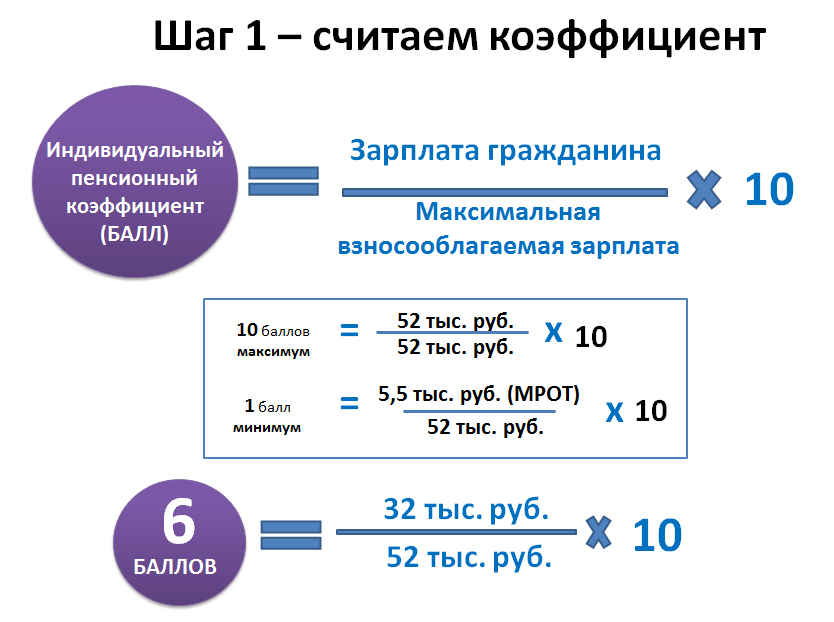 Шаг 1 – считаем коэффициент
Индивидуальный
пенсионный
коэффициент
(БАЛЛ)
=
Зарплата гражданина
Максимальная
взносооблагаемая зарплата
× 10
10 баллов
максимум
=
52 тыс. руб.
52 тыс. руб.
х 10
1 балл
минимум
=
5,5 тыс. руб. (МРОТ)
52 тыс. руб.
х 10
6
БАЛЛОВ
=
32 тыс. руб.
52 тыс. руб.
× 10